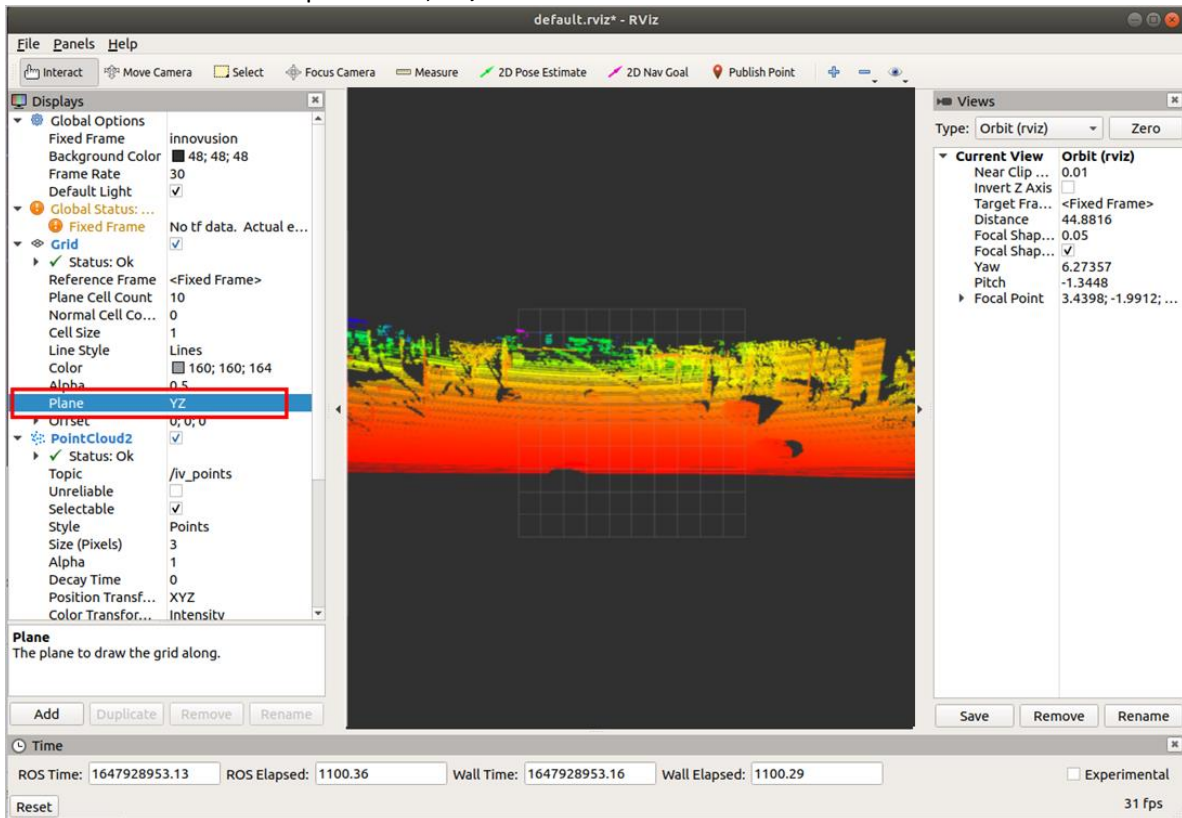 default.rviz* - RViz
File Panels Help
Interact Move Camera Select Focus Camera Measure 2D Pose Estimate 2D Nav Goal Publish Point
Displays
Global Options
Fixed Frame innovusion
Background Color 48; 48; 48
Frame Rate 30
Default Light
Global Status: ...
Fixed Frame No tf data. Actual e...
Grid
Status: Ok
Reference Frame <Fixed Frame>
Plane Cell Count 10
Normal Cell Co... 0
Cell Size 1
Line Style Lines
Color 160; 160; 164
Alpha 0.5
Plane YZ
Offset 0; 0; 0
PointCloud2
Status: Ok
Topic /iv_points
Unreliable
Selectable
Style Points
Size (Pixels) 3
Alpha 1
Decay Time 0
Position Transf... XYZ
Color Transfor... Intensity
Plane
The plane to draw the grid along.
Add Duplicate Remove Rename
Views
Type: Orbit (rviz) Zero
Current View Orbit (rviz)
Near Clip ... 0.01
Invert Z Axis
Target Fra... <Fixed Frame>
Distance 44.8816
Focal Shap... 0.05
Focal Shap...
Yaw 6.27357
Pitch -1.3448
Focal Point 3.4398; -1.9912; ...
Save Remove Rename
Time
ROS Time: 1647928953.13 ROS Elapsed: 1100.36 Wall Time: 1647928953.16 Wall Elapsed: 1100.29 Experimental
Reset 31 fps